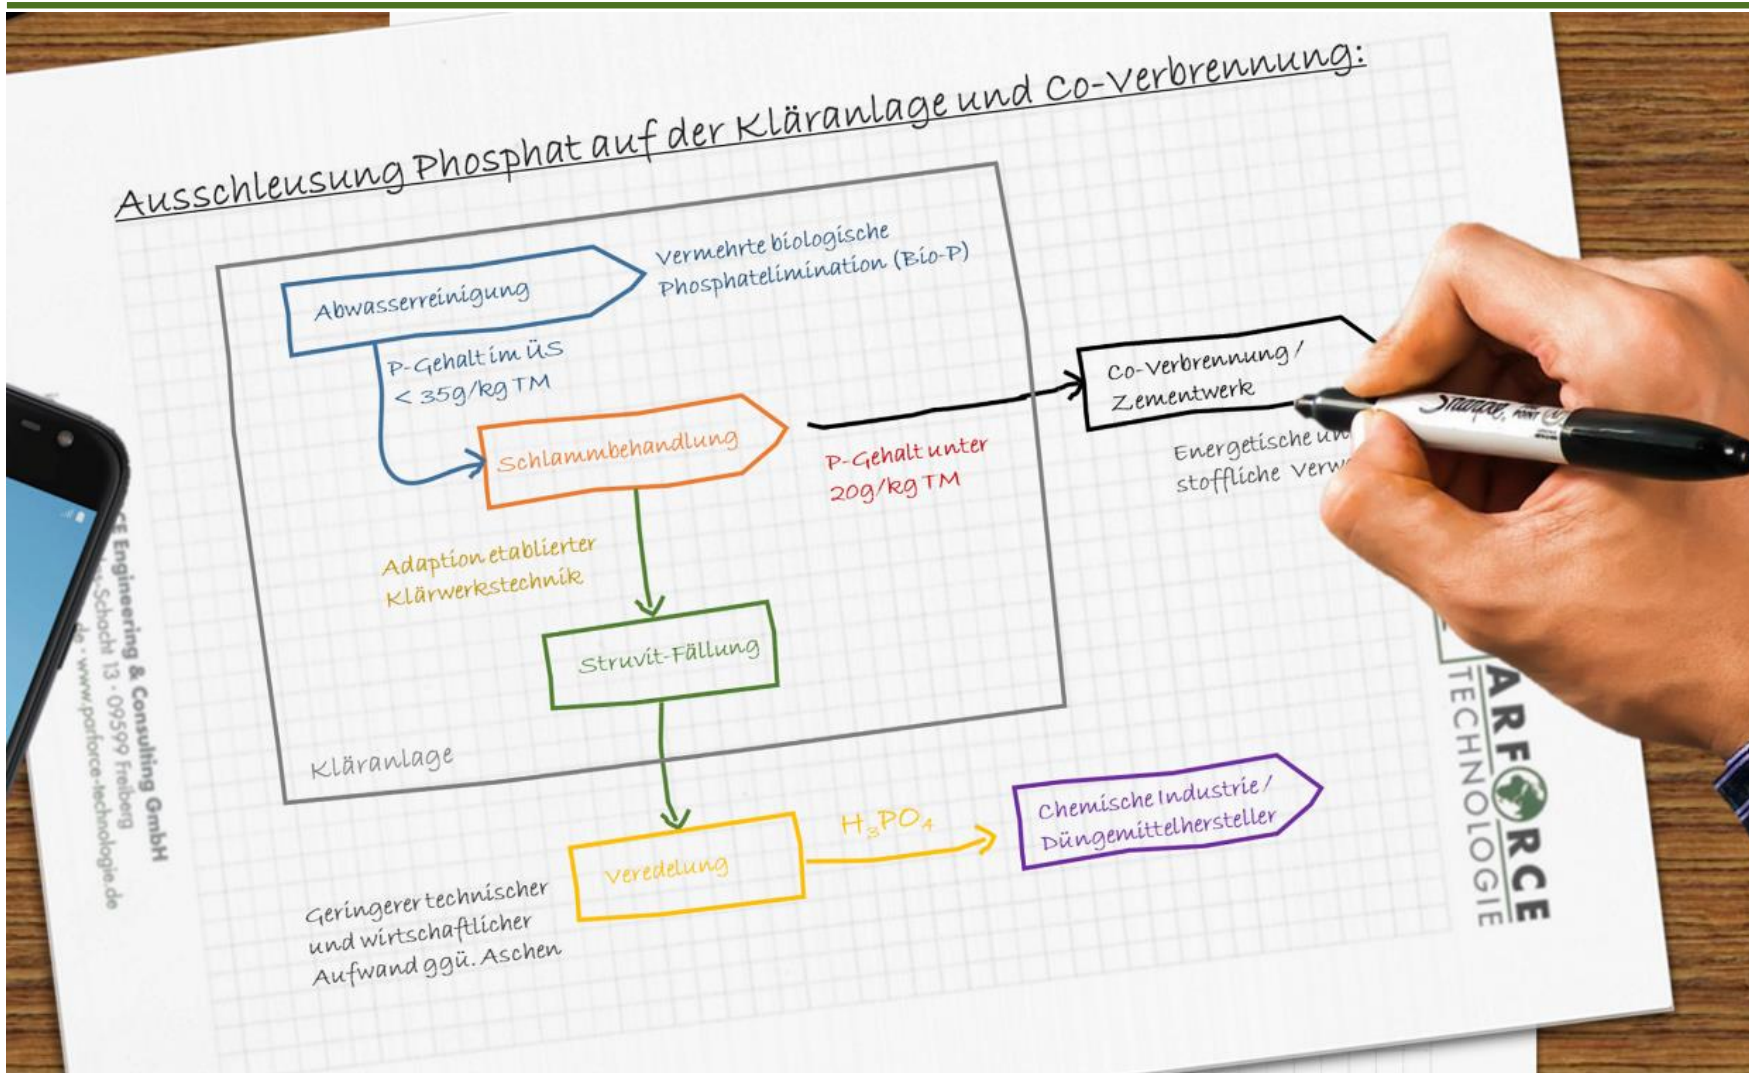 Ausschleusung Phosphat auf der Kläranlage und Co-Verbrennung:
Abwasserreinigung
Vermehrte biologische
Phosphatelimination (Bio-P)
P-Gehalt im ÜS
< 35g/kg TM
Schlammbehandlung
P-Gehalt unter
20g/kg TM
Co-Verbrennung /
Zementwerk
Energetische
stoffliche
Adaption etablierter
Klärwerkstechnik
Struvit-Fällung
Kläranlage
Veredelung
H₃PO₄
Chemische Industrie /
Düngemittelhersteller
Geringerer technischer
und wirtschaftlicher
Aufwand ggü. Aschen
Engineering & Consulting GmbH
Schacht 13 · 09599 Freiberg
www.parforce-technologie.de
ARFORCE
TECHNOLOGIE
Sharpie
POINT